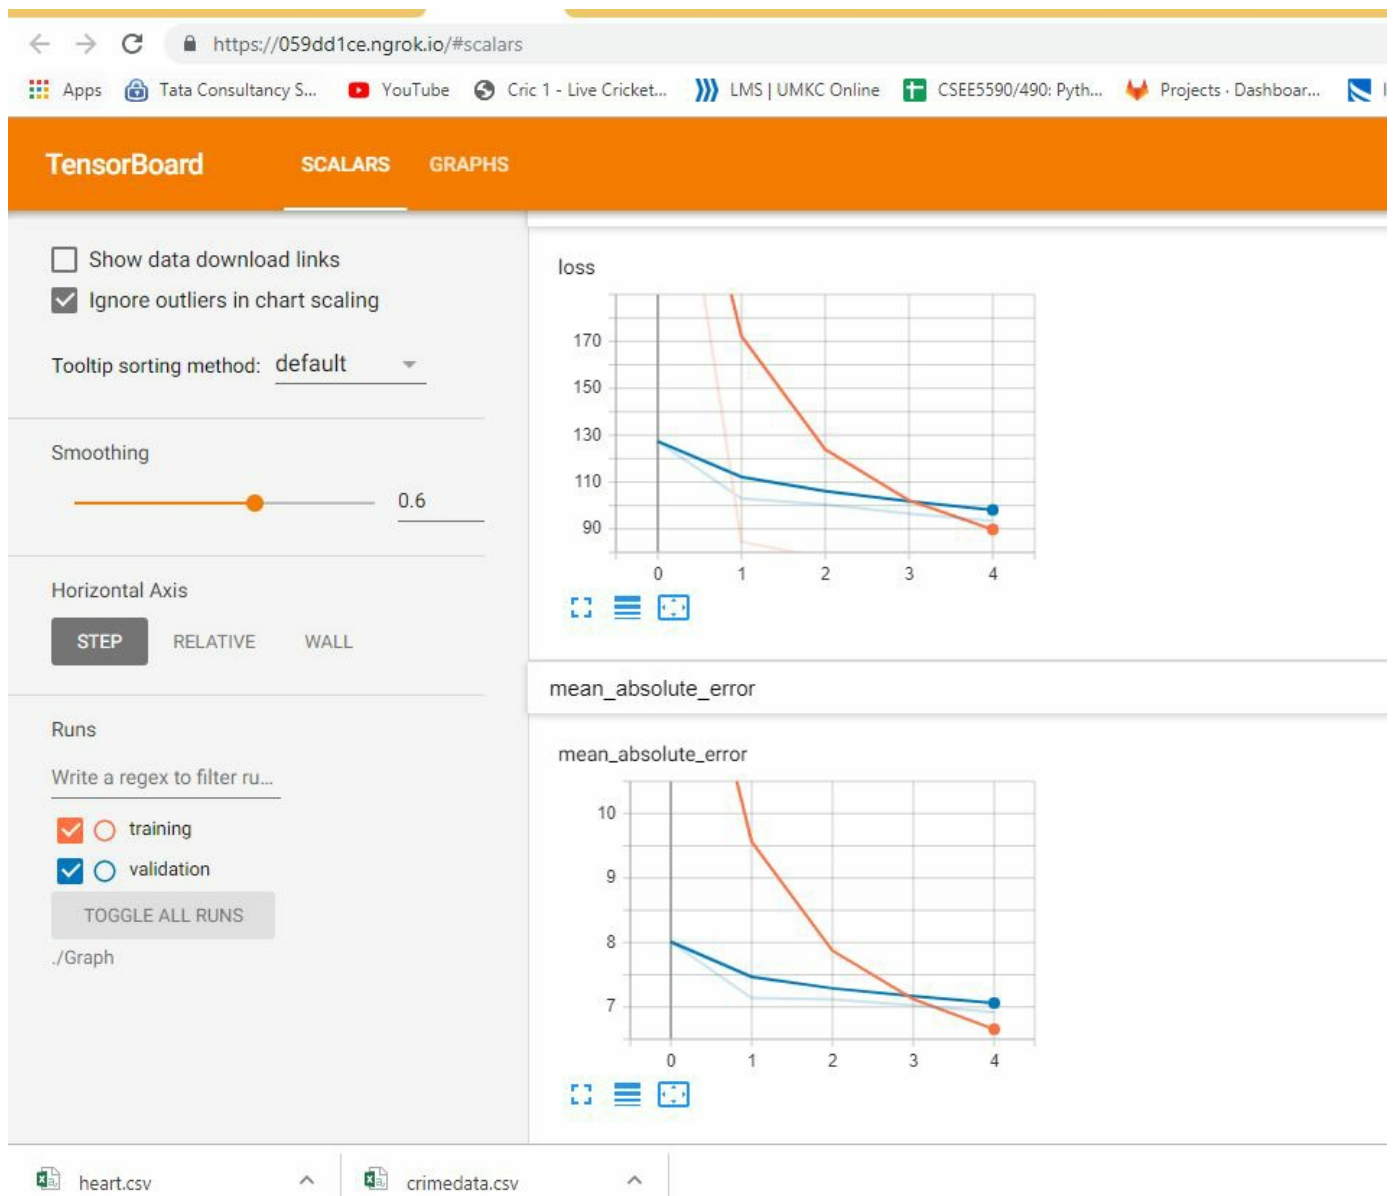 https://059dd1ce.ngrok.io/#scalars
Apps Tata Consultancy S... YouTube Cric 1 - Live Cricket... LMS | UMKC Online CSEE5590/490: Pyth... Projects · Dashboar...
TensorBoard SCALARS GRAPHS
Show data download links
Ignore outliers in chart scaling
Tooltip sorting method: default
Smoothing
0.6
Horizontal Axis
STEP RELATIVE WALL
Runs
Write a regex to filter ru...
training
validation
TOGGLE ALL RUNS
./Graph
loss
170
150
130
110
90
0 1 2 3 4
mean_absolute_error
mean_absolute_error
10
9
8
7
0 1 2 3 4
heart.csv crimedata.csv